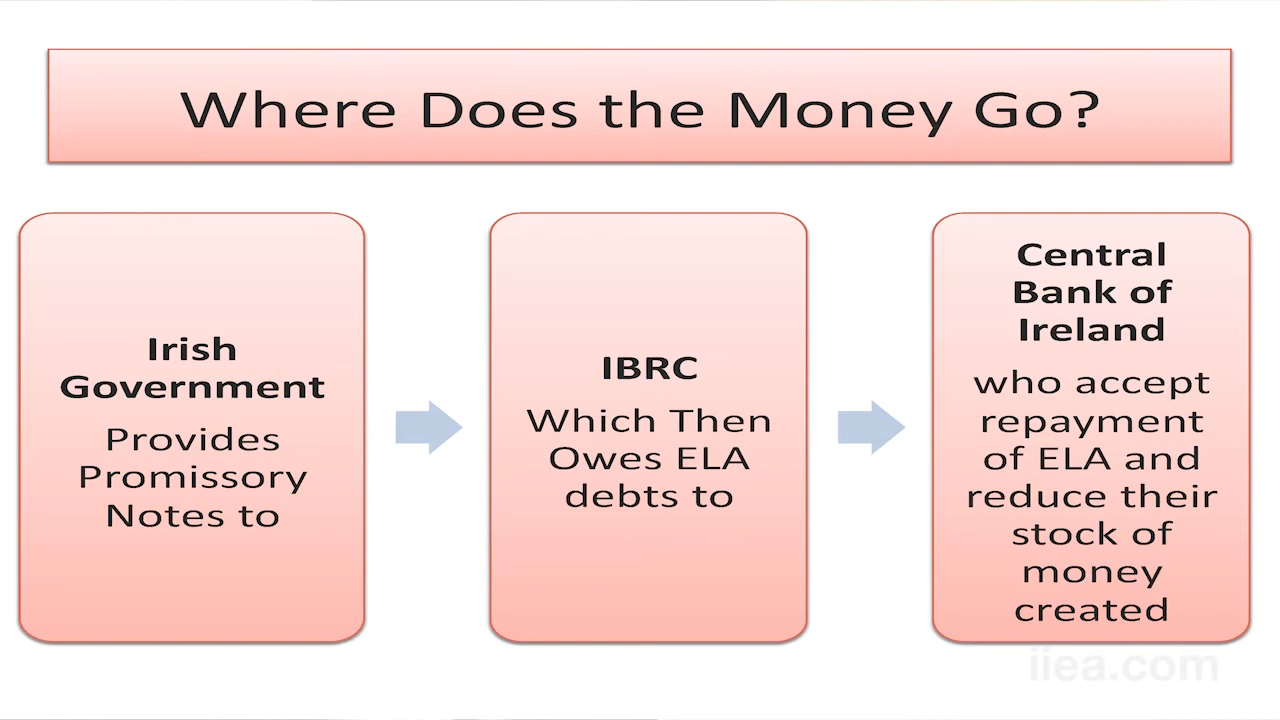 Where Does the Money Go?
Irish
Government
Provides
Promissory
Notes to
IBRC
Which Then
Owes ELA
debts to
Central
Bank of
Ireland
who accept
repayment
of ELA and
reduce their
stock of
money
created
iiea.com